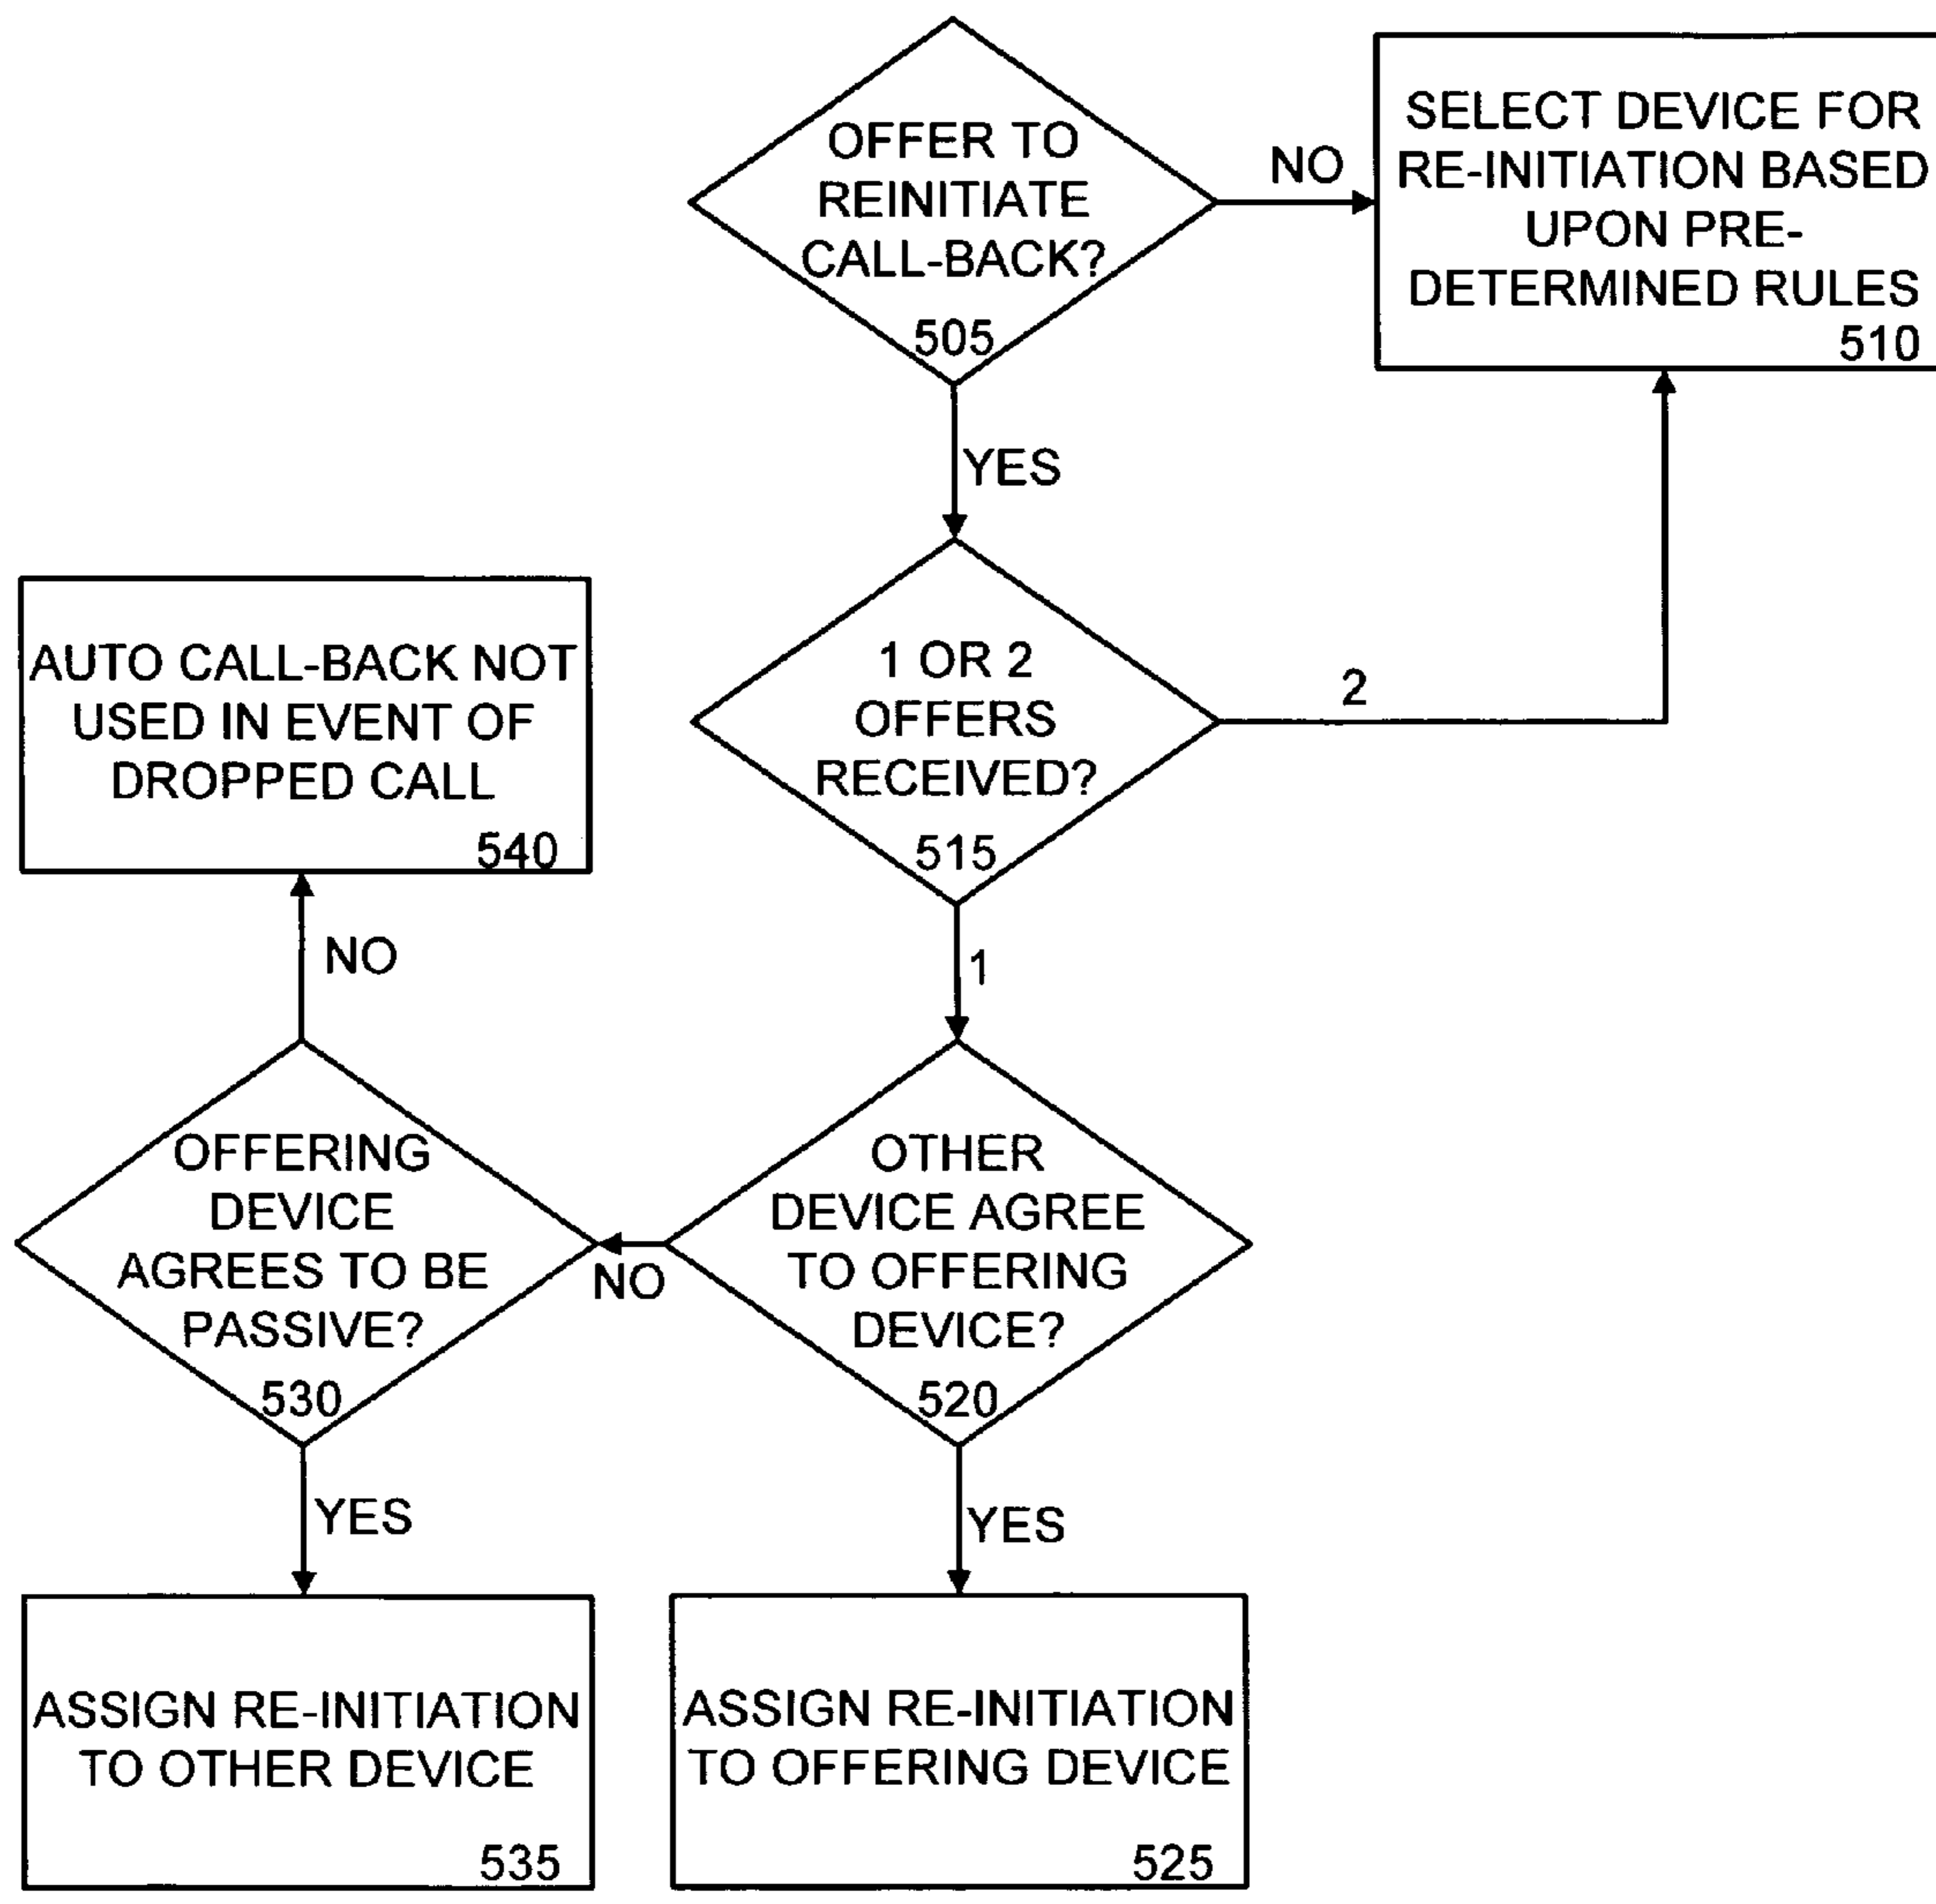 OFFER TO
REINITIATE
CALL-BACK?
505
NO
SELECT DEVICE FOR
RE-INITIATION BASED
UPON PRE-
DETERMINED RULES
510
YES
1 OR 2
OFFERS
RECEIVED?
515
2
AUTO CALL-BACK NOT
USED IN EVENT OF
DROPPED CALL
540
NO
1
OFFERING
DEVICE
AGREES TO BE
PASSIVE?
530
NO
OTHER
DEVICE AGREE
TO OFFERING
DEVICE?
520
YES
YES
ASSIGN RE-INITIATION
TO OTHER DEVICE
535
ASSIGN RE-INITIATION
TO OFFERING DEVICE
525